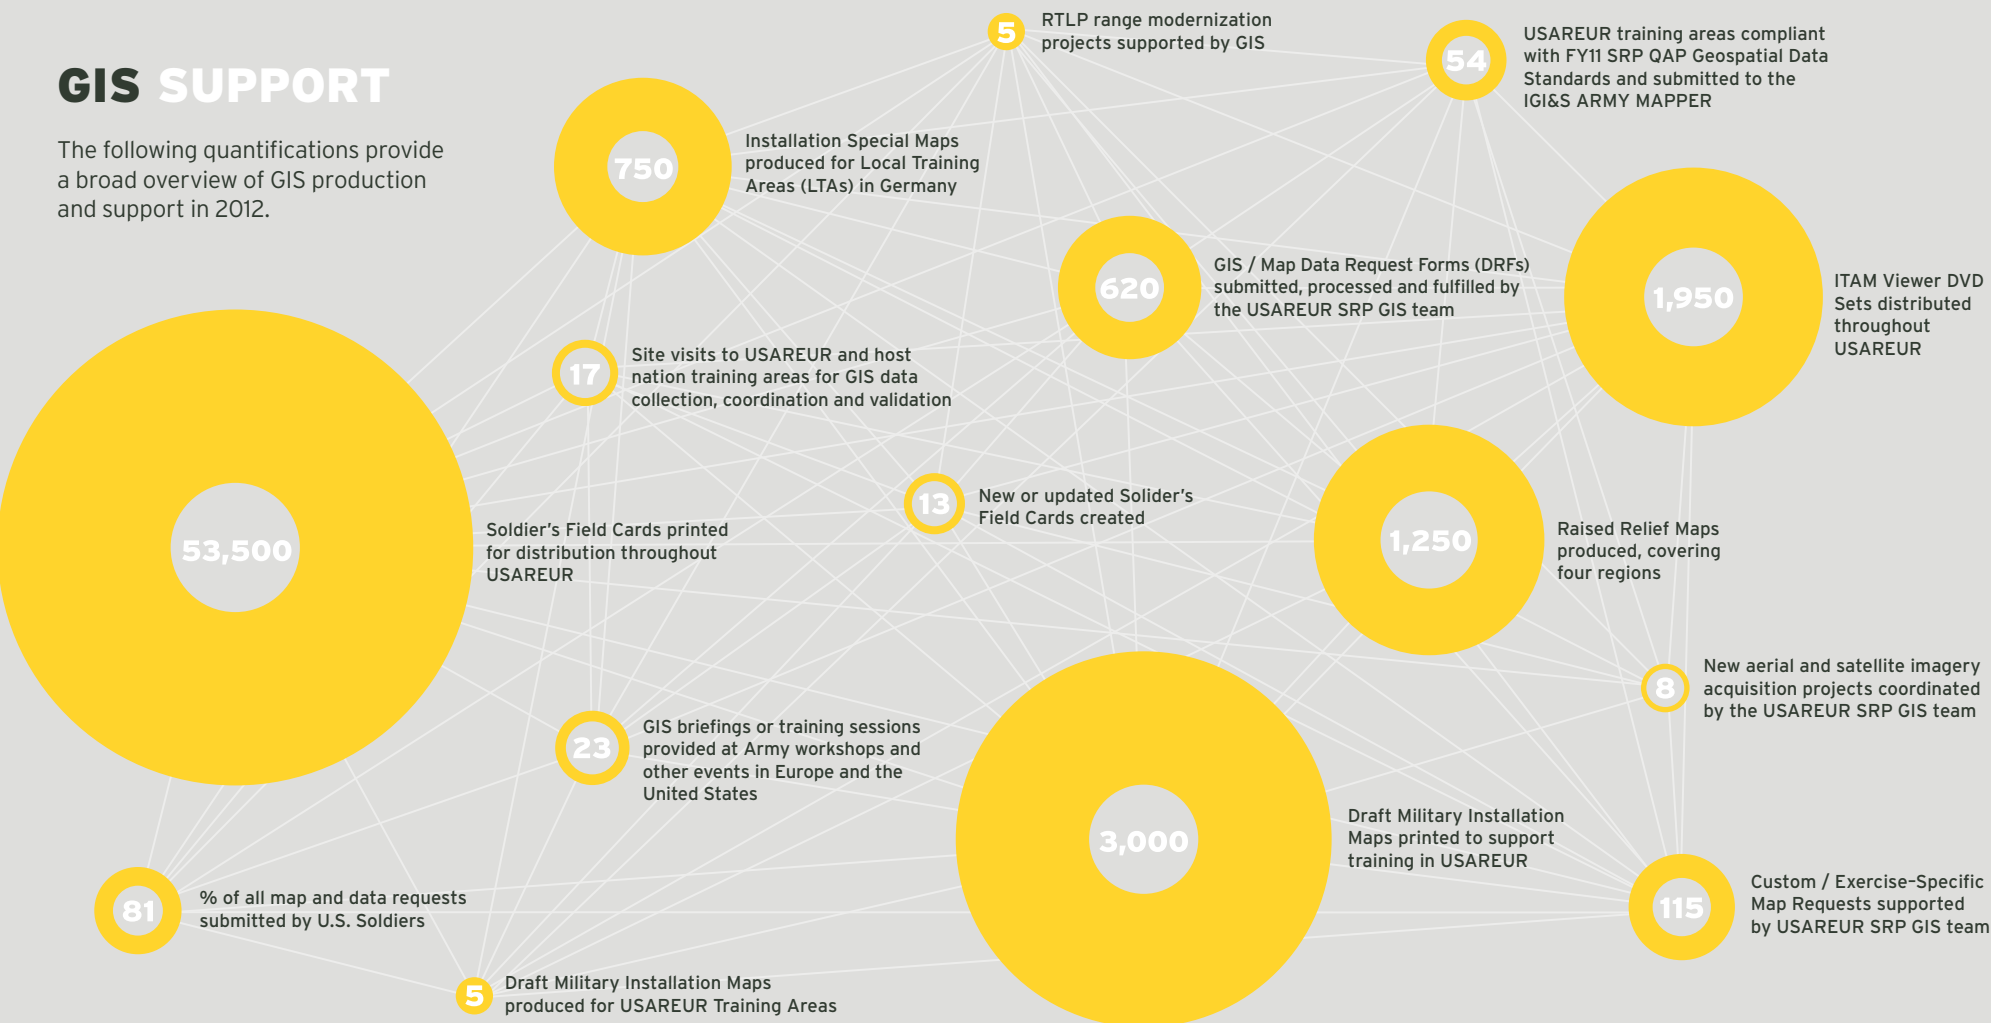 GIS SUPPORT
The following quantifications provide
a broad overview of GIS production
and support in 2012.
5
RTLP range modernization
projects supported by GIS
54
USAREUR training areas compliant
with FY11 SRP QAP Geospatial Data
Standards and submitted to the
IGI&S ARMY MAPPER
750
Installation Special Maps
produced for Local Training
Areas (LTAs) in Germany
620
GIS / Map Data Request Forms (DRFs)
submitted, processed and fulfilled by
the USAREUR SRP GIS team
1,950
ITAM Viewer DVD
Sets distributed
throughout
USAREUR
17
Site visits to USAREUR and host
nation training areas for GIS data
collection, coordination and validation
53,500
Soldier's Field Cards printed
for distribution throughout
USAREUR
13
New or updated Solider's
Field Cards created
1,250
Raised Relief Maps
produced, covering
four regions
8
New aerial and satellite imagery
acquisition projects coordinated
by the USAREUR SRP GIS team
23
GIS briefings or training sessions
provided at Army workshops and
other events in Europe and the
United States
3,000
Draft Military Installation
Maps printed to support
training in USAREUR
81
% of all map and data requests
submitted by U.S. Soldiers
115
Custom / Exercise–Specific
Map Requests supported
by USAREUR SRP GIS team
5
Draft Military Installation Maps
produced for USAREUR Training Areas